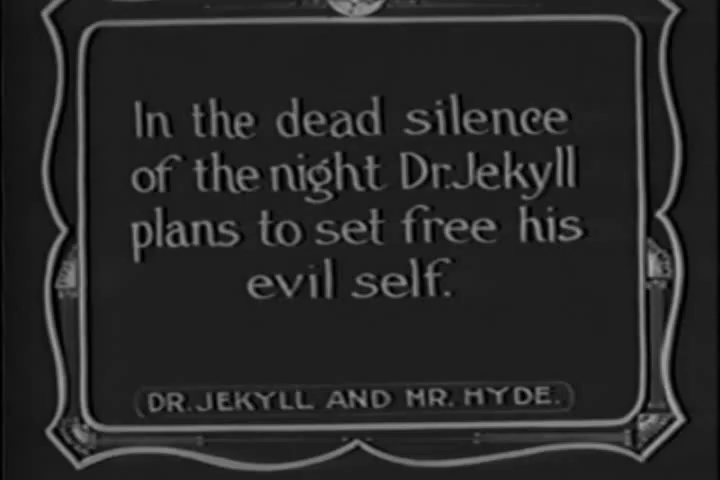 In the dead silence
of the night Dr. Jekyll
plans to set free his
evil self.
DR. JEKYLL AND MR. HYDE.